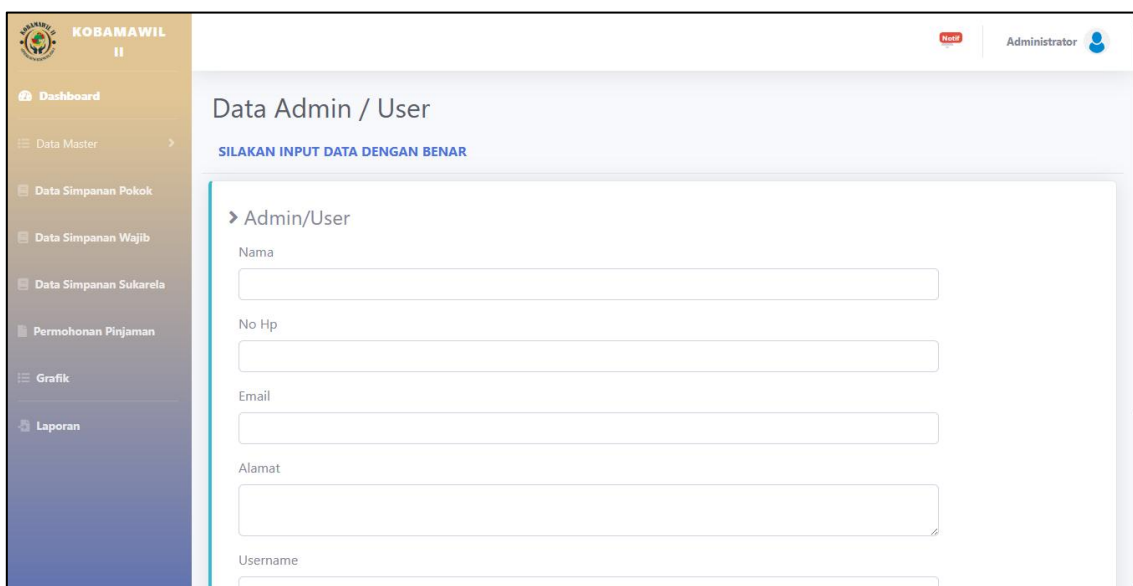 KOBAMAWIL
II
Dashboard
Data Master
Data Simpanan Pokok
Data Simpanan Wajib
Data Simpanan Sukarela
Permohonan Pinjaman
Grafik
Laporan
Notif
Administrator
Data Admin / User
SILAKAN INPUT DATA DENGAN BENAR
Admin/User
Nama
No Hp
Email
Alamat
Username